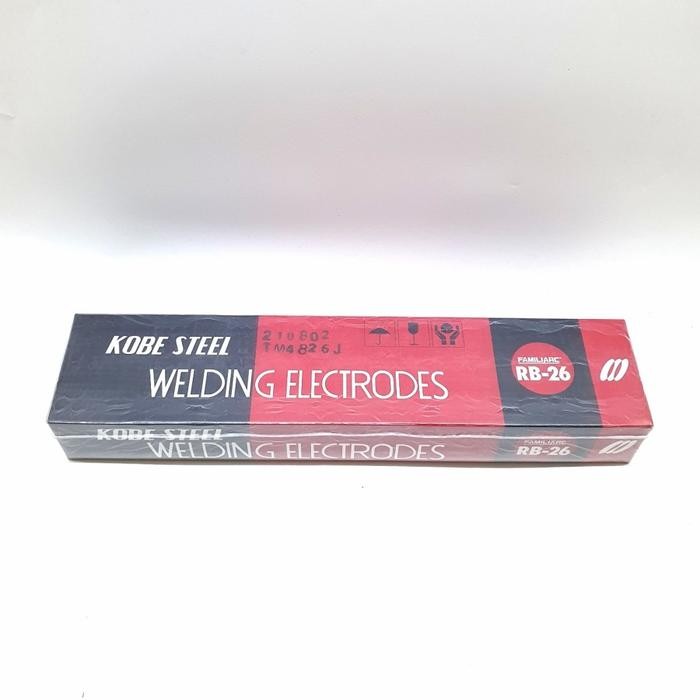 KOBE STEEL
210802
TM4826J
WELDING ELECTRODES
FAMILIARC
RB-26
KOBE STEEL
WELDING ELECTRODES
FAMILIARC
RB-26